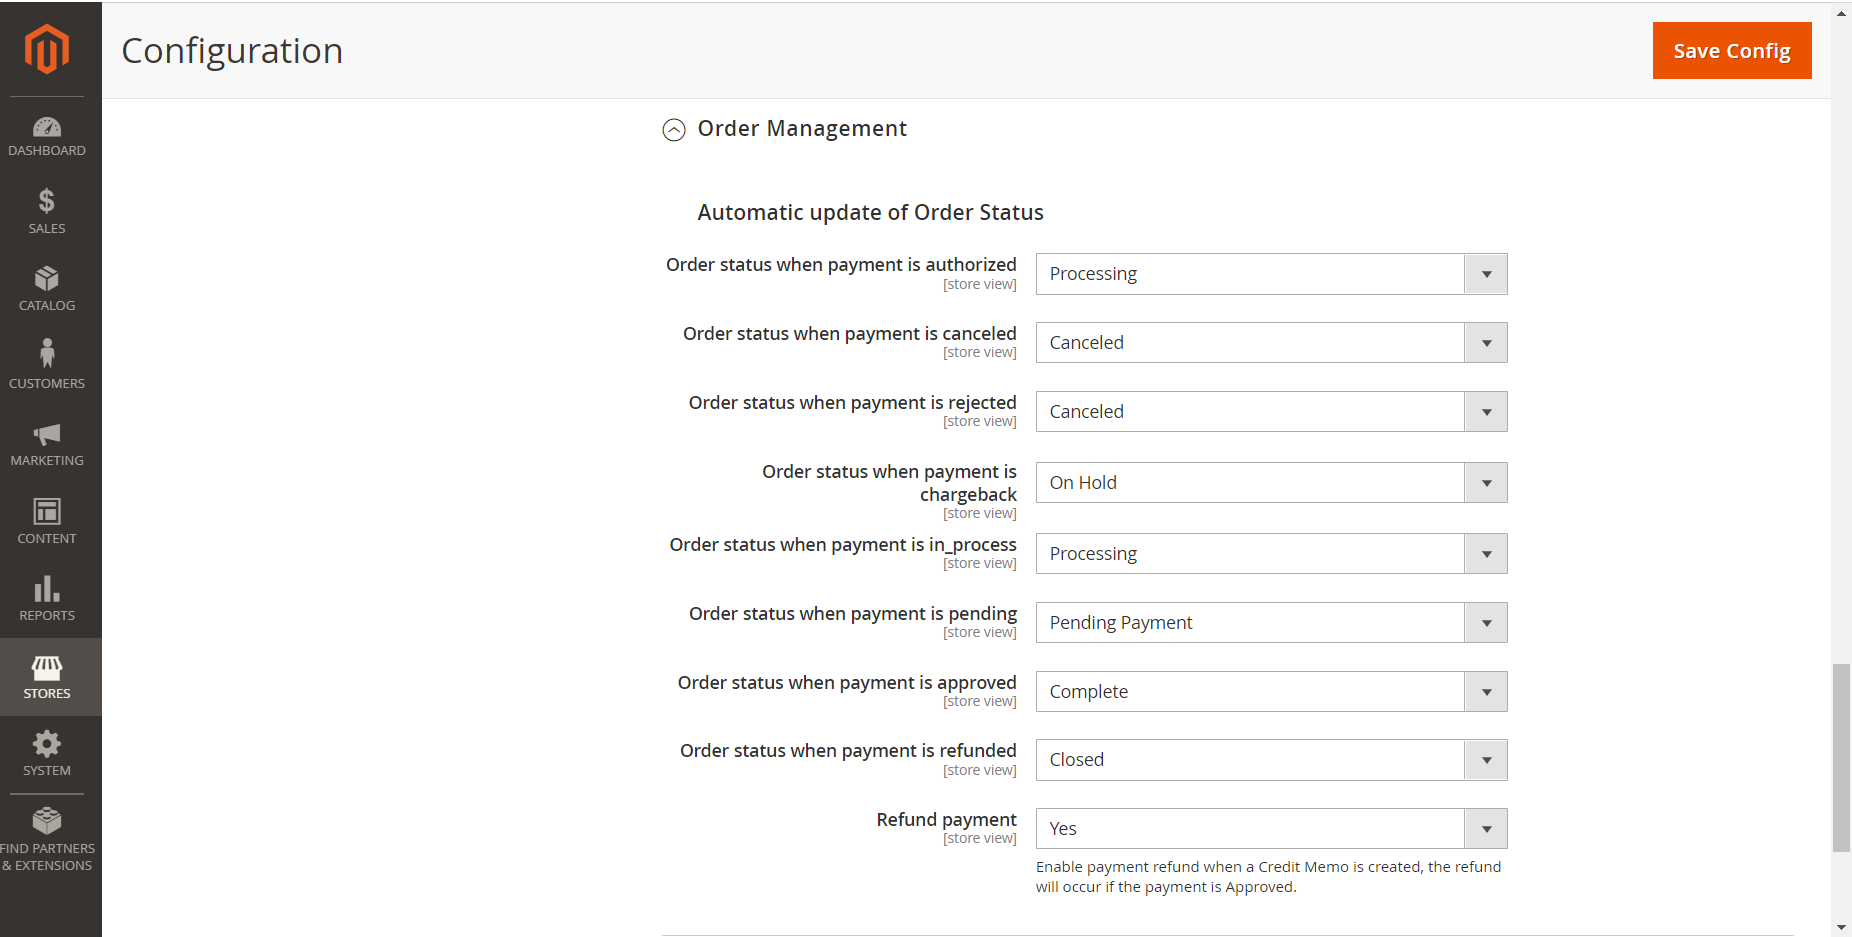 Configuration
Save Config
DASHBOARD
SALES
CATALOG
CUSTOMERS
MARKETING
CONTENT
REPORTS
STORES
SYSTEM
FIND PARTNERS
& EXTENSIONS
Order Management
Automatic update of Order Status
Order status when payment is authorized
[store view]
Processing
Order status when payment is canceled
[store view]
Canceled
Order status when payment is rejected
[store view]
Canceled
Order status when payment is
chargeback
[store view]
On Hold
Order status when payment is in_process
[store view]
Processing
Order status when payment is pending
[store view]
Pending Payment
Order status when payment is approved
[store view]
Complete
Order status when payment is refunded
[store view]
Closed
Refund payment
[store view]
Yes
Enable payment refund when a Credit Memo is created, the refund
will occur if the payment is Approved.